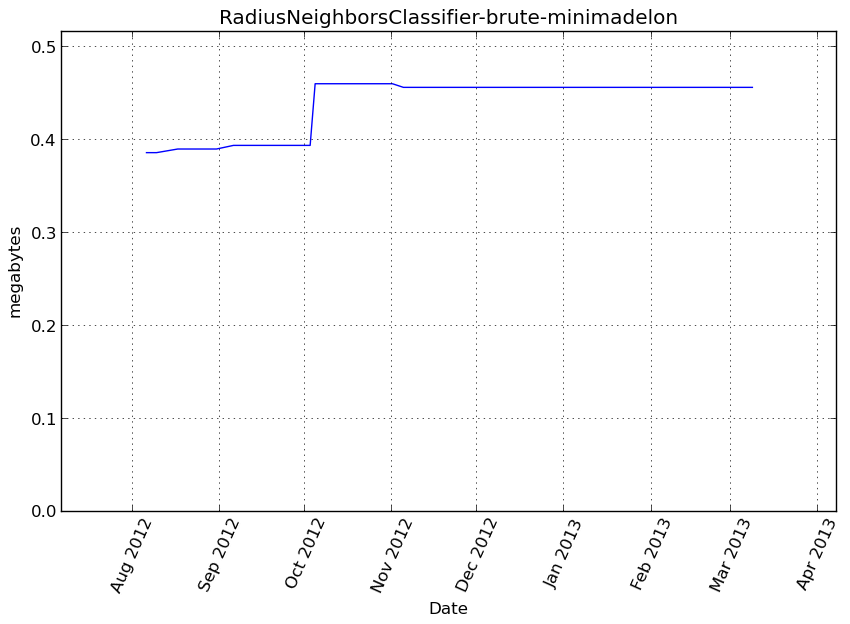 RadiusNeighborsClassifier-brute-minimadelon
0.5
0.4
0.3
0.2
0.1
0.0
megabytes
Aug 2012
Sep 2012
Oct 2012
Nov 2012
Dec 2012
Jan 2013
Feb 2013
Mar 2013
Apr 2013
Date